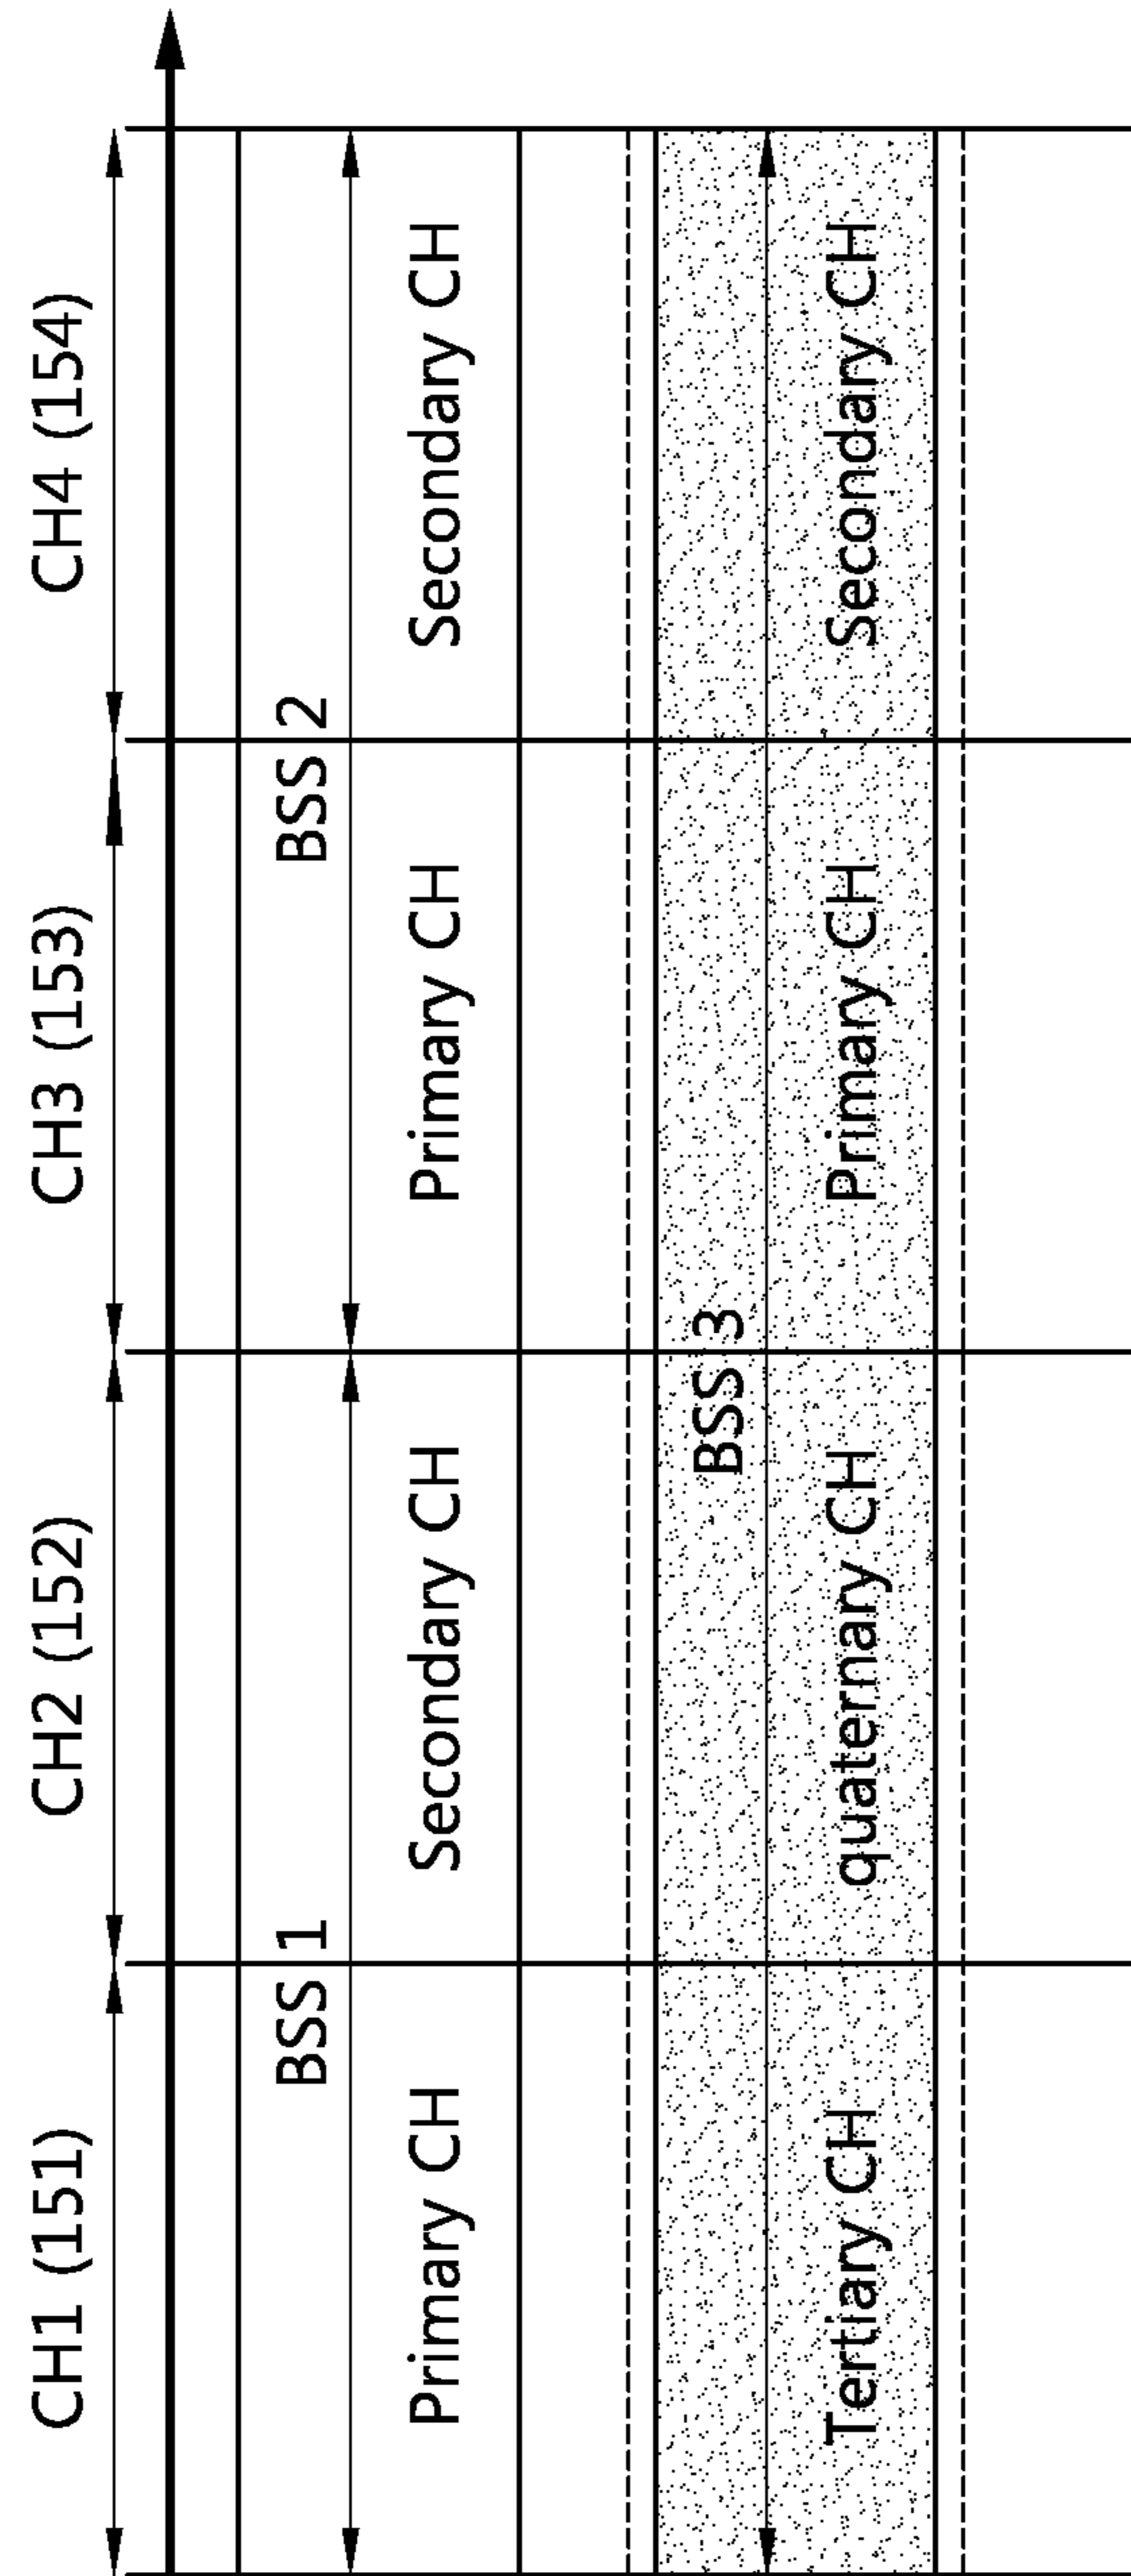 CH1 (151)
CH2 (152)
CH3 (153)
CH4 (154)
BSS 1
BSS 2
Primary CH
Secondary CH
Primary CH
Secondary CH
BSS 3
Tertiary CH
quaternary CH
Primary CH
Secondary CH